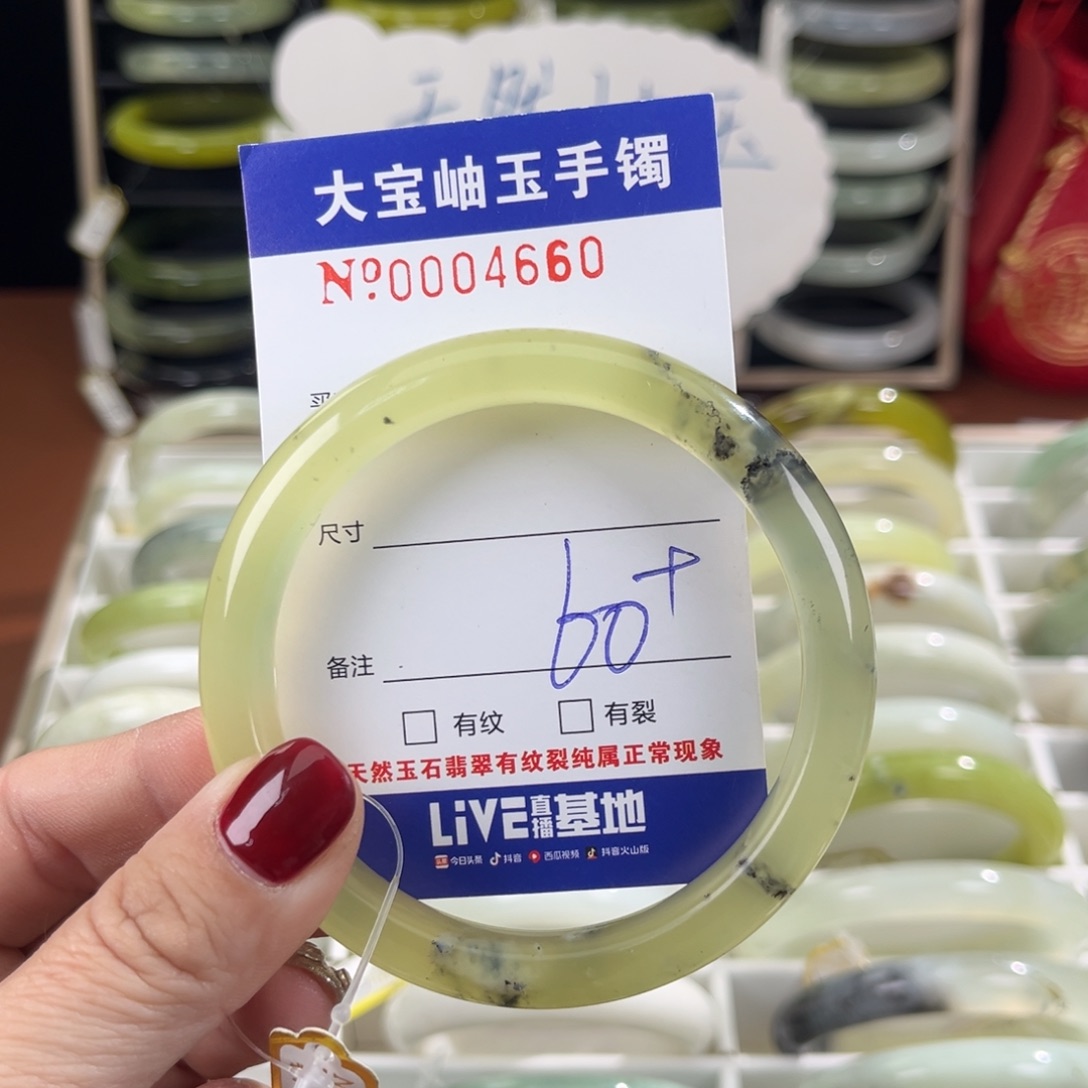 大宝岫玉手镯
Nº0004660
尺寸
60+
备注
有纹 有裂
天然玉石翡翠有纹裂纯属正常现象
LiVE直播基地
今日头条 抖音 西瓜视频 抖音火山版